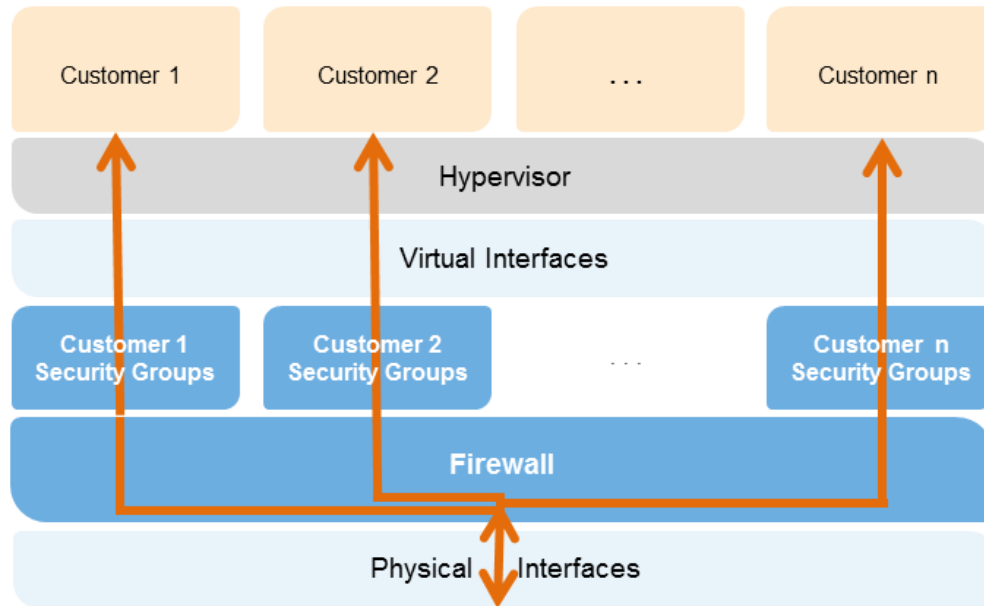 Customer 1
Customer 2
...
Customer n
Hypervisor
Virtual Interfaces
Customer 1
Security Groups
Customer 2
Security Groups
...
Customer n
Security Groups
Firewall
Physical Interfaces